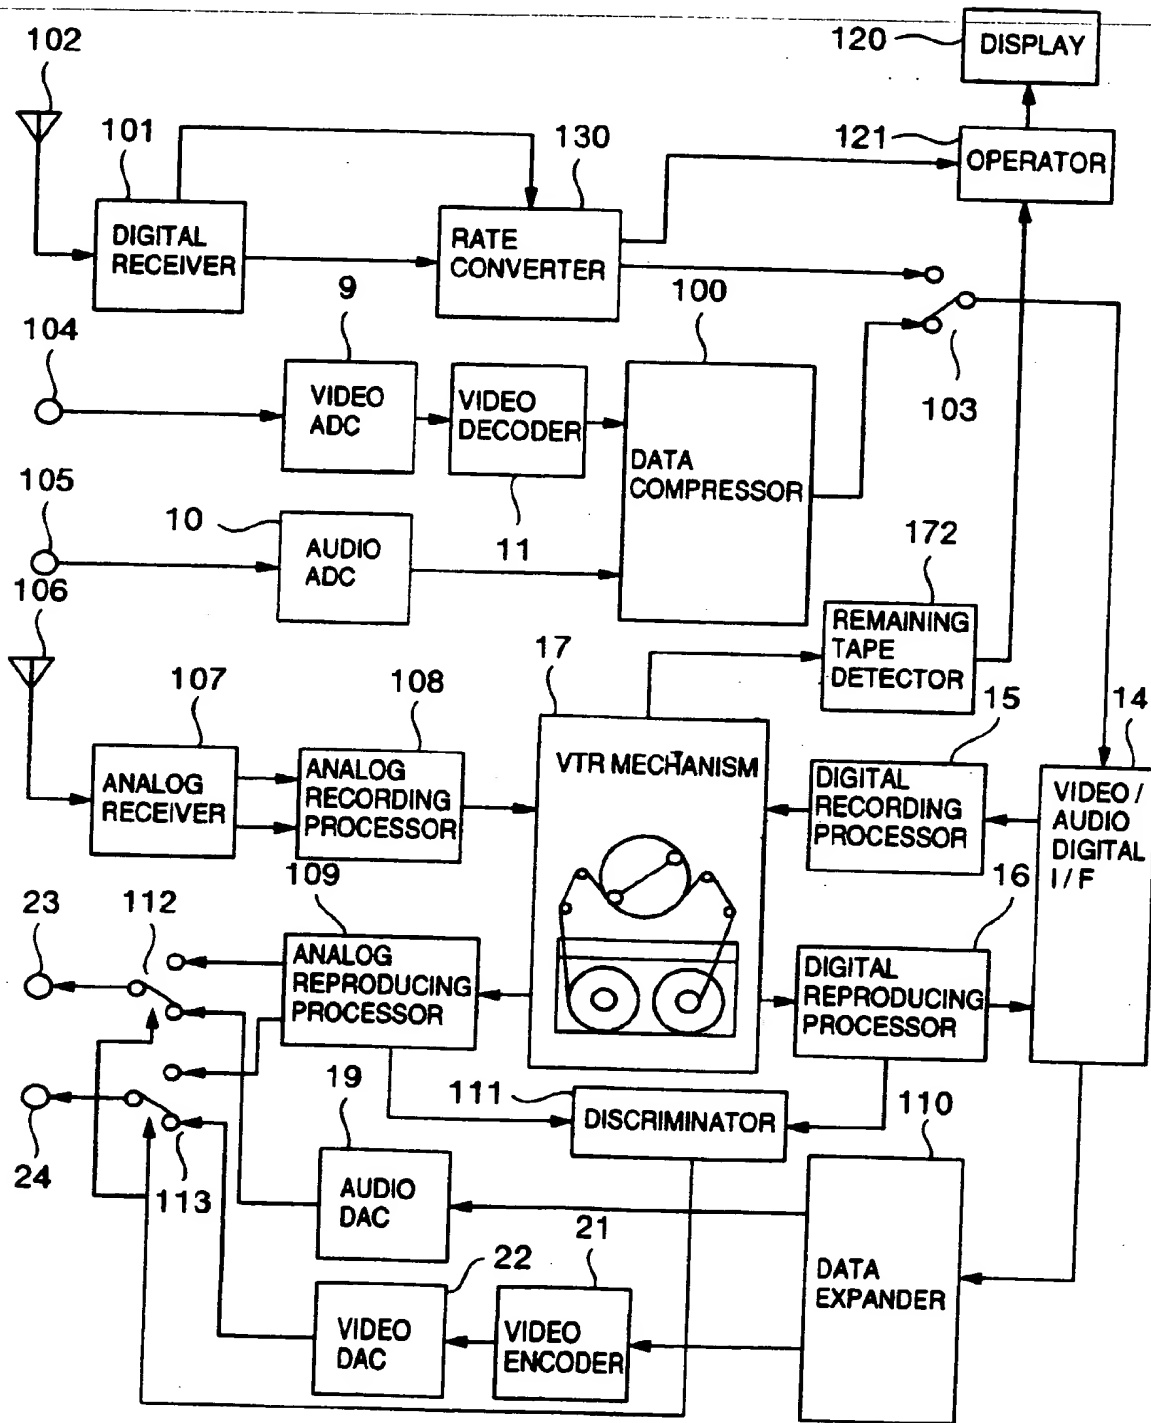 102
120
DISPLAY
101
130
121
OPERATOR
DIGITAL
RECEIVER
RATE
CONVERTER
9
100
104
103
VIDEO
ADC
VIDEO
DECODER
DATA
COMPRESSOR
105
10
11
172
AUDIO
ADC
106
REMAINING
TAPE
DETECTOR
17
107
108
15
14
VTR MECHANISM
ANALOG
RECEIVER
ANALOG
RECORDING
PROCESSOR
DIGITAL
RECORDING
PROCESSOR
VIDEO /
AUDIO
DIGITAL
I / F
109
16
23
112
ANALOG
REPRODUCING
PROCESSOR
DIGITAL
REPRODUCING
PROCESSOR
19
111
DISCRIMINATOR
110
24
113
AUDIO
DAC
21
22
DATA
EXPANDER
VIDEO
DAC
VIDEO
ENCODER